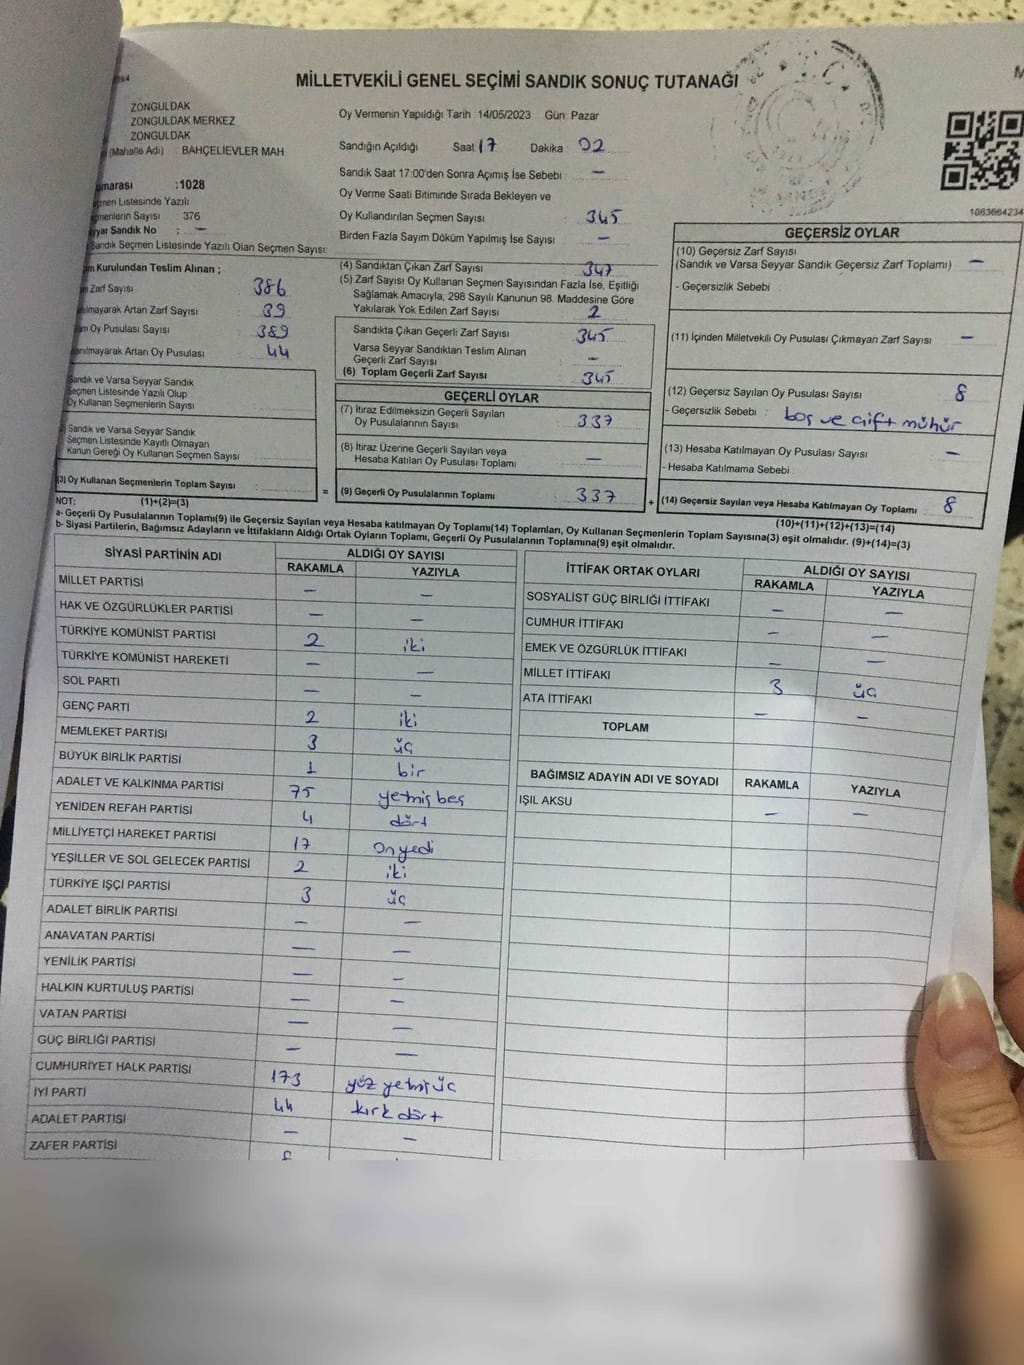 MİLLETVEKİLİ GENEL SEÇİMİ SANDIK SONUÇ TUTANAĞI
ZONGULDAK
ZONGULDAK MERKEZ
ZONGULDAK
(Mahalle Adı) : BAHÇELİEVLER MAH.
:1028
Listesinde Yazılı
Sayısı 376
Sandık No : –
Sandık Seçmen Listesinde Yazılı Olan Seçmen Sayısı:
Kurulundan Teslim Alınan ;
Zarf Sayısı 386
Artan Zarf Sayısı 39
Oy Pusulası Sayısı 389
Artan Oy Pusulası 44
Sandık ve Varsa Seyyar Sandık
Seçmen Listesinde Yazılı Olup
Oy Kullanan Seçmenlerin Sayısı
Sandık ve Varsa Seyyar Sandık
Seçmen Listesinde Kayıtlı Olmayan
Kanun Gereği Oy Kullanan Seçmen Sayısı
(3) Oy Kullanan Seçmenlerin Toplam Sayısı : =
Oy Vermenin Yapıldığı Tarih :14/05/2023 Gün: Pazar
Sandığın Açıldığı Saat 17 Dakika : 02
Sandık Saat 17:00'den Sonra Açımış İse Sebebi : –
Oy Verme Saati Bitiminde Sırada Bekleyen ve
Oy Kullandırılan Seçmen Sayısı : 345
Birden Fazla Sayım Döküm Yapılmış İse Sayısı : –
(4) Sandıktan Çıkan Zarf Sayısı : 347
(5) Zarf Sayısı Oy Kullanan Seçmen Sayısından Fazla İse, Eşitliği
Sağlamak Amacıyla, 298 Sayılı Kanunun 98. Maddesine Göre
Yakılarak Yok Edilen Zarf Sayısı : 2
Sandıkta Çıkan Geçerli Zarf Sayısı : 345
Varsa Seyyar Sandıktan Teslim Alınan
Geçerli Zarf Sayısı : –
(6) Toplam Geçerli Zarf Sayısı : 345
GEÇERLİ OYLAR
(7) İtiraz Edilmeksizin Geçerli Sayılan
Oy Pusulalarının Sayısı : 337
(8) İtiraz Üzerine Geçerli Sayılan veya
Hesaba Katılan Oy Pusulası Toplamı : –
(9) Geçerli Oy Pusulalarının Toplamı : 337 +
1063664234
GEÇERSİZ OYLAR
(10) Geçersiz Zarf Sayısı : –
(Sandık ve Varsa Seyyar Sandık Geçersiz Zarf Toplamı)
- Geçersizlik Sebebi :
(11) İçinden Milletvekili Oy Pusulası Çıkmayan Zarf Sayısı : –
(12) Geçersiz Sayılan Oy Pusulası Sayısı : 8
- Geçersizlik Sebebi : boş ve çift mühür
(13) Hesaba Katılmayan Oy Pusulası Sayısı : –
- Hesaba Katılmama Sebebi :
(14) Geçersiz Sayılan veya Hesaba Katılmayan Oy Toplamı : 8
NOT: (1)+(2)=(3)
(10)+(11)+(12)+(13)=(14)
a- Geçerli Oy Pusulalarının Toplamı(9) ile Geçersiz Sayılan veya Hesaba katılmayan Oy Toplamı(14) Toplamları, Oy Kullanan Seçmenlerin Toplam Sayısına(3) eşit olmalıdır. (9)+(14)=(3)
b- Siyasi Partilerin, Bağımsız Adayların ve İttifakların Aldığı Ortak Oyların Toplamı, Geçerli Oy Pusulalarının Toplamına(9) eşit olmalıdır.
SİYASİ PARTİNİN ADI ALDIĞI OY SAYISI
RAKAMLA YAZIYLA
MİLLET PARTİSİ – –
HAK VE ÖZGÜRLÜKLER PARTİSİ – –
TÜRKİYE KOMÜNİST PARTİSİ 2 iki
TÜRKİYE KOMÜNİST HAREKETİ – –
SOL PARTİ – –
GENÇ PARTİ 2 iki
MEMLEKET PARTİSİ 3 üç
BÜYÜK BİRLİK PARTİSİ 1 bir
ADALET VE KALKINMA PARTİSİ 75 yetmiş beş
YENİDEN REFAH PARTİSİ 4 dört
MİLLİYETÇİ HAREKET PARTİSİ 17 onyedi
YEŞİLLER VE SOL GELECEK PARTİSİ 2 iki
TÜRKİYE İŞÇİ PARTİSİ 3 üç
ADALET BİRLİK PARTİSİ – –
ANAVATAN PARTİSİ – –
YENİLİK PARTİSİ – –
HALKIN KURTULUŞ PARTİSİ – –
VATAN PARTİSİ – –
GÜÇ BİRLİĞİ PARTİSİ – –
CUMHURİYET HALK PARTİSİ 173 yüz yetmiş üç
İYİ PARTİ 44 kırk dört
ADALET PARTİSİ – –
ZAFER PARTİSİ
İTTİFAK ORTAK OYLARI ALDIĞI OY SAYISI
RAKAMLA YAZIYLA
SOSYALİST GÜÇ BİRLİĞİ İTTİFAKI – –
CUMHUR İTTİFAKI – –
EMEK VE ÖZGÜRLÜK İTTİFAKI – –
MİLLET İTTİFAKI 3 üç
ATA İTTİFAKI – –
TOPLAM
BAĞIMSIZ ADAYIN ADI VE SOYADI RAKAMLA YAZIYLA
IŞIL AKSU – –